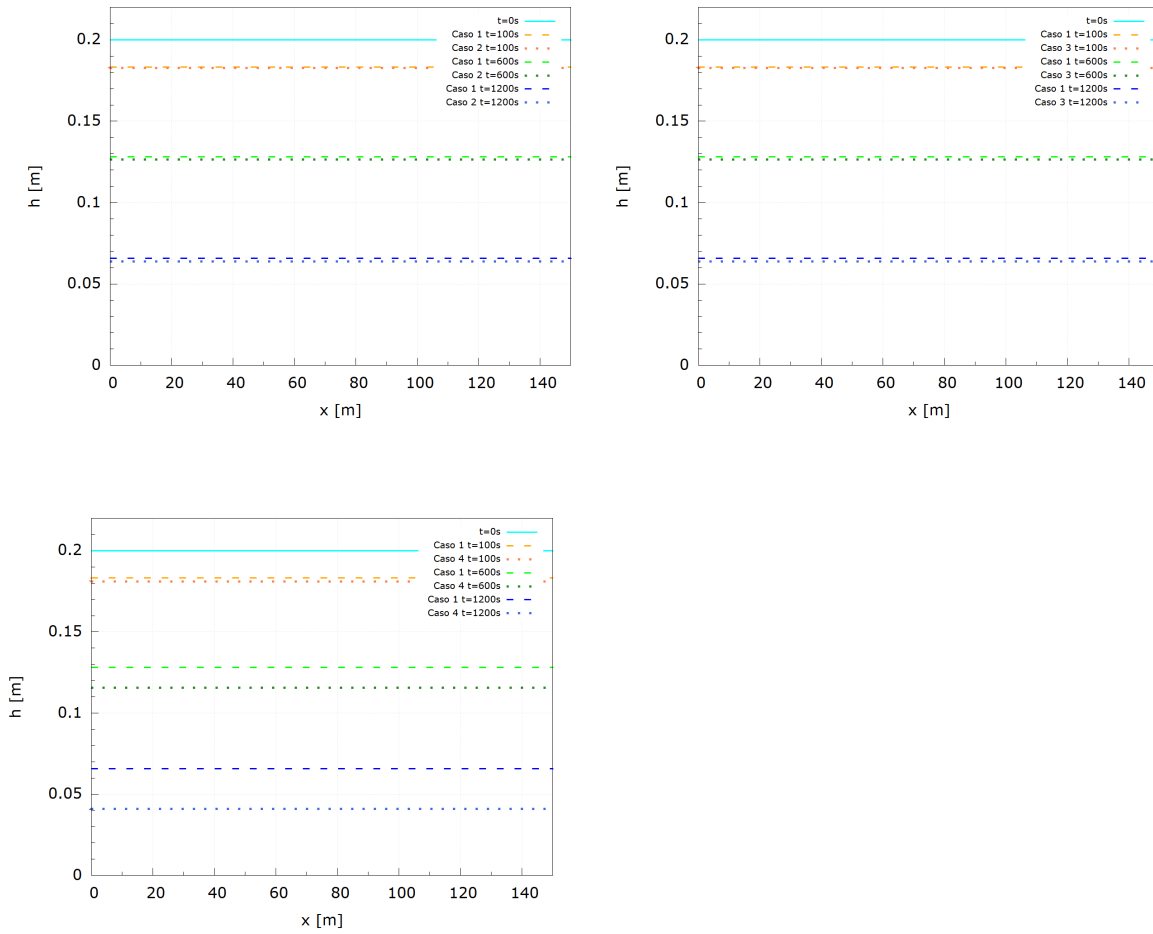 t=0s
Caso 1 t=100s
Caso 2 t=100s
Caso 1 t=600s
Caso 2 t=600s
Caso 1 t=1200s
Caso 2 t=1200s
0.2
0.15
0.1
0.05
0
h [m]
0 20 40 60 80 100 120 140
x [m]
t=0s
Caso 1 t=100s
Caso 3 t=100s
Caso 1 t=600s
Caso 3 t=600s
Caso 1 t=1200s
Caso 3 t=1200s
0.2
0.15
0.1
0.05
0
h [m]
0 20 40 60 80 100 120 140
x [m]
t=0s
Caso 1 t=100s
Caso 4 t=100s
Caso 1 t=600s
Caso 4 t=600s
Caso 1 t=1200s
Caso 4 t=1200s
0.2
0.15
0.1
0.05
0
h [m]
0 20 40 60 80 100 120 140
x [m]